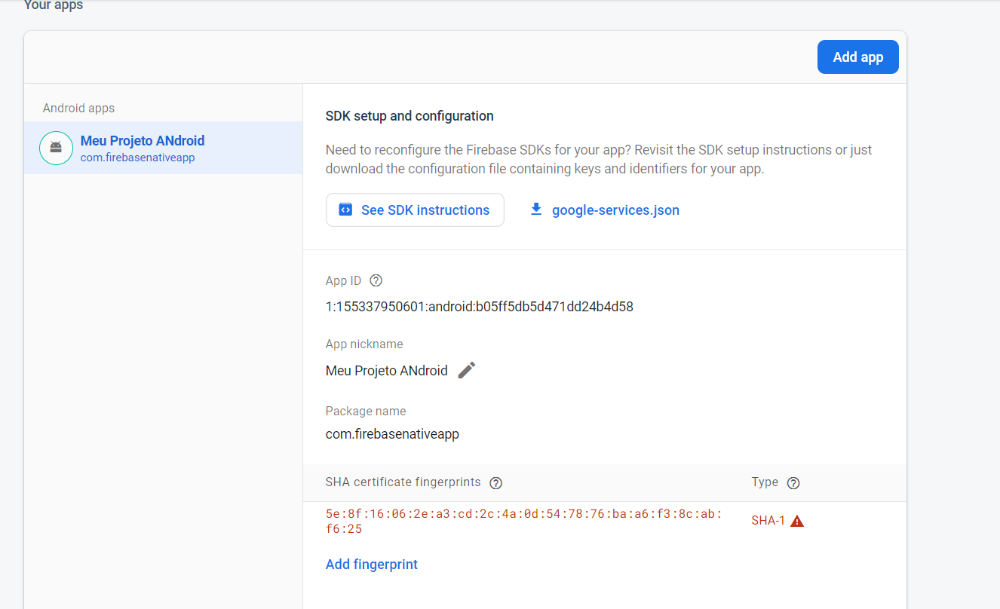 Your apps
Add app
Android apps
Meu Projeto ANdroid
com.firebasenativeapp
SDK setup and configuration
Need to reconfigure the Firebase SDKs for your app? Revisit the SDK setup instructions or just
download the configuration file containing keys and identifiers for your app.
See SDK instructions
google-services.json
App ID
1:155337950601:android:b05ff5db5d471dd24b4d58
App nickname
Meu Projeto ANdroid
Package name
com.firebasenativeapp
SHA certificate fingerprints
Type
5e:8f:16:06:2e:a3:cd:2c:4a:0d:54:78:76:ba:a6:f3:8c:ab:
f6:25
SHA-1
Add fingerprint